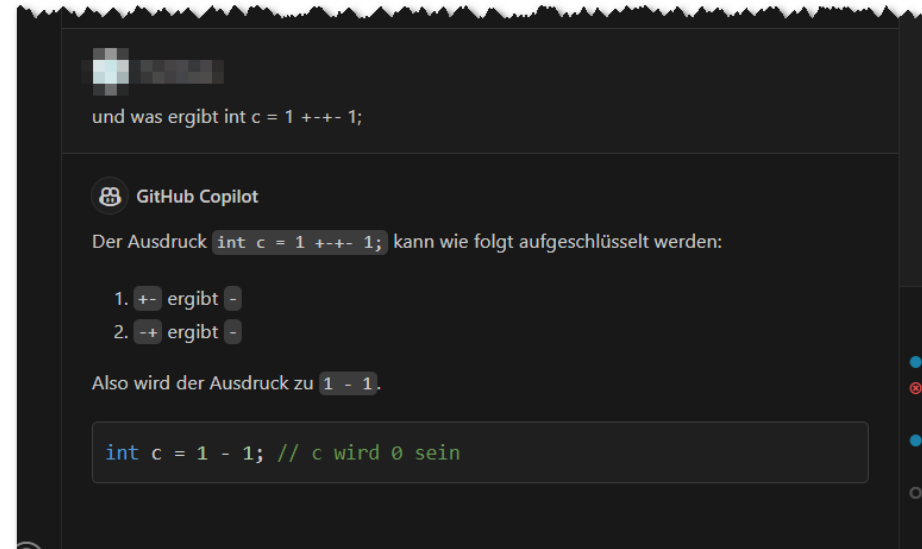 und was ergibt int c = 1 +-+- 1;
GitHub Copilot
Der Ausdruck int c = 1 +-+- 1; kann wie folgt aufgeschlüsselt werden:
1. +- ergibt -
2. -+ ergibt -
Also wird der Ausdruck zu 1 - 1.
int c = 1 - 1; // c wird 0 sein